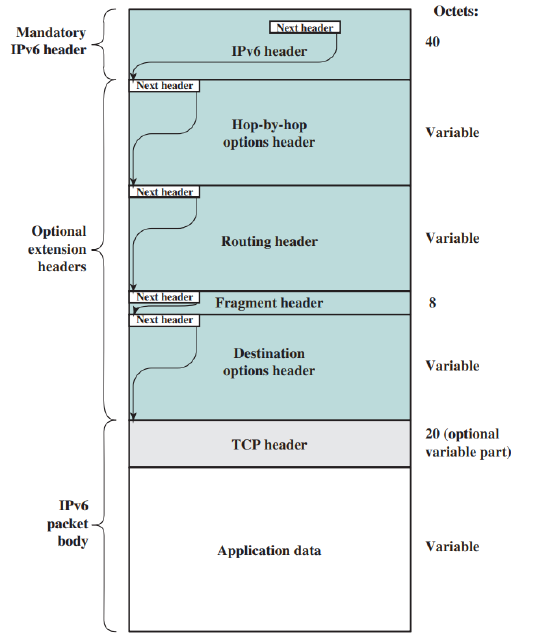 Octets:
Mandatory
IPv6 header
Next header
IPv6 header
40
Next header
Hop-by-hop
options header
Variable
Optional
extension
headers
Next header
Routing header
Variable
Next header
Fragment header
8
Next header
Destination
options header
Variable
TCP header
20 (optional
variable part)
IPv6
packet
body
Application data
Variable